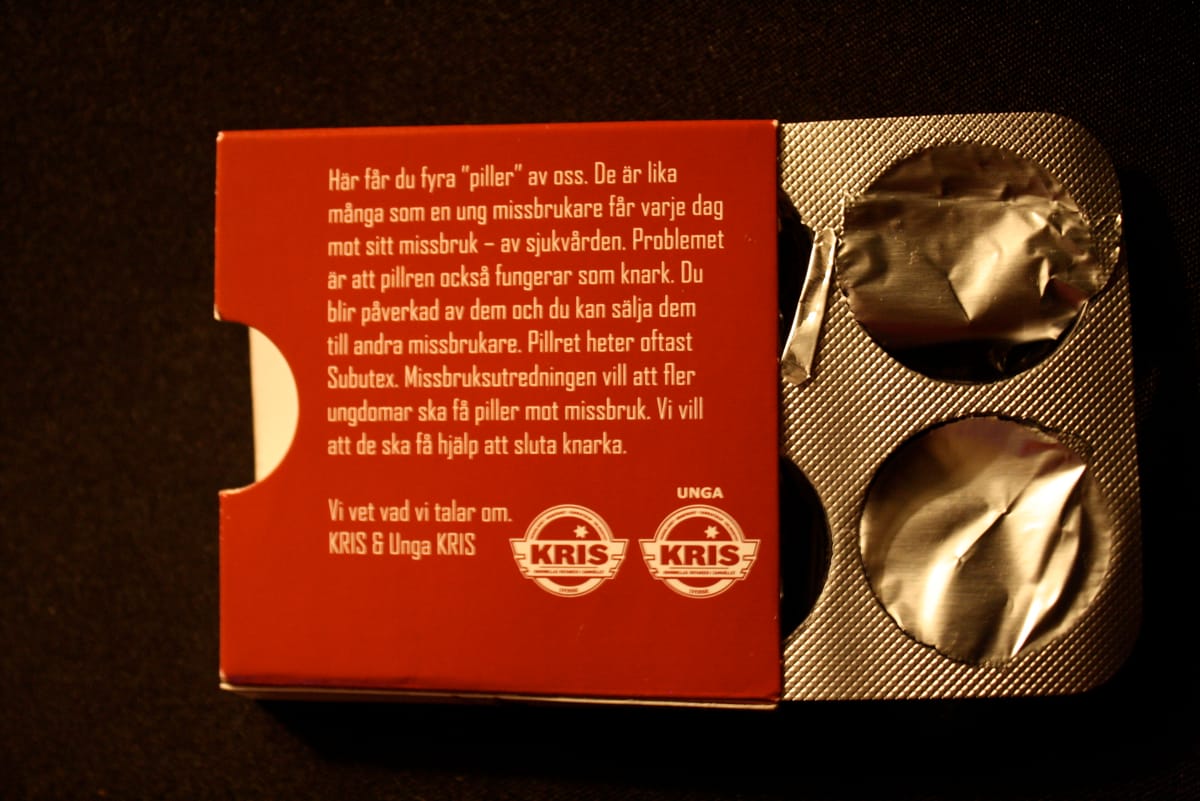 Här får du fyra "piller" av oss. De är lika
många som en ung missbrukare får varje dag
mot sitt missbruk – av sjukvården. Problemet
är att pillren också fungerar som knark. Du
blir påverkad av dem och du kan sälja dem
till andra missbrukare. Pillret heter oftast
Subutex. Missbruksutredningen vill att fler
ungdomar ska få piller mot missbruk. Vi vill
att de ska få hjälp att sluta knarka.
Vi vet vad vi talar om.
KRIS & Unga KRIS
KRIS
UNGA
KRIS